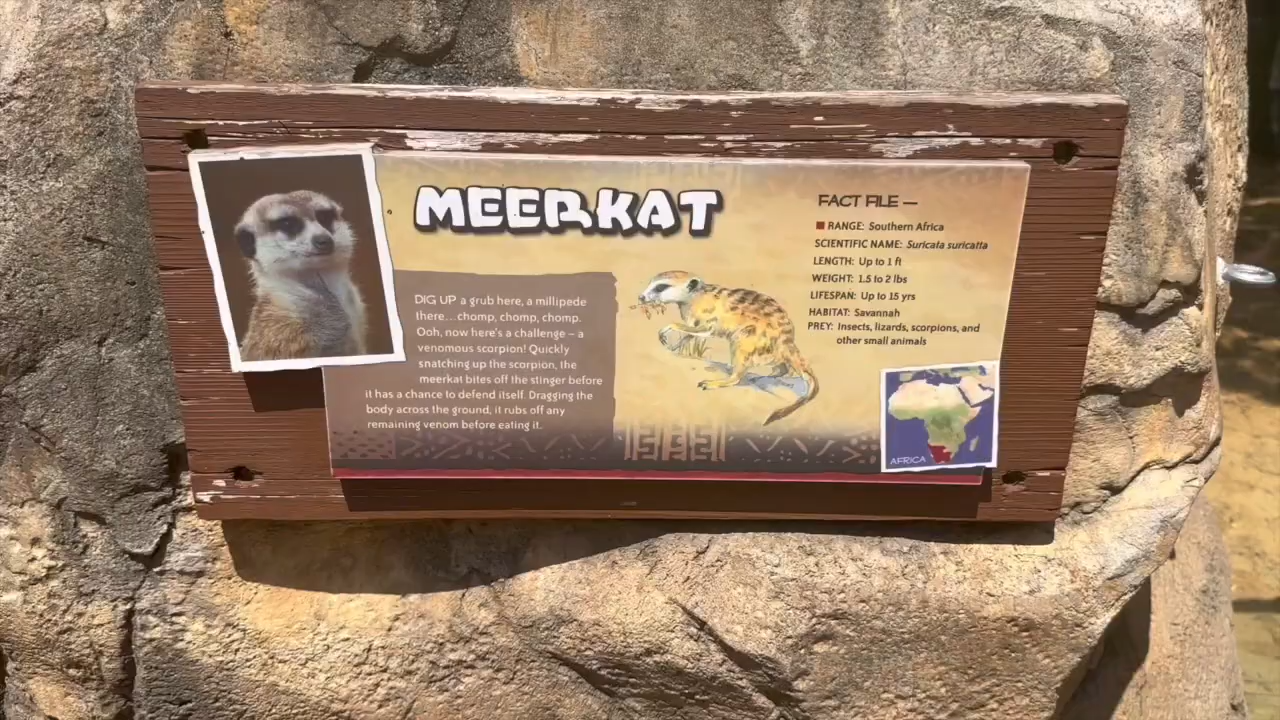 MEERKAT
DIG UP a grub here, a millipede
there...chomp, chomp, chomp.
Ooh, now here's a challenge – a
venomous scorpion! Quickly
snatching up the scorpion, the
meerkat bites off the stinger before
it has a chance to defend itself. Dragging the
body across the ground, it rubs off any
remaining venom before eating it.
FACT FILE —
RANGE: Southern Africa
SCIENTIFIC NAME: Suricata suricatta
LENGTH: Up to 1 ft
WEIGHT: 1.5 to 2 lbs
LIFESPAN: Up to 15 yrs
HABITAT: Savannah
PREY: Insects, lizards, scorpions, and
other small animals
AFRICA